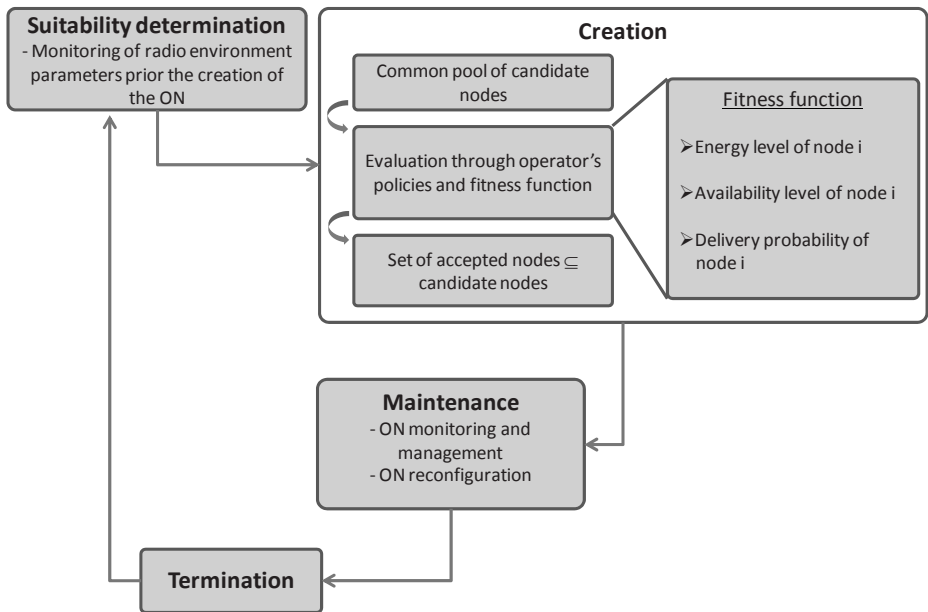 Suitability determination
- Monitoring of radio environment
parameters prior the creation of
the ON
Creation
Common pool of candidate
nodes
Evaluation through operator's
policies and fitness function
Set of accepted nodes ⊆
candidate nodes
Fitness function
➢Energy level of node i
➢Availability level of node i
➢Delivery probability of
node i
Maintenance
- ON monitoring and
management
- ON reconfiguration
Termination